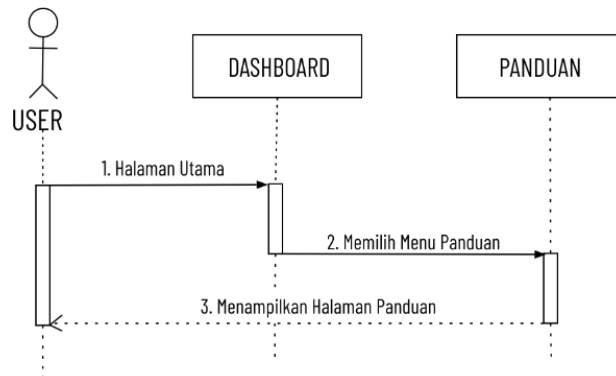 DASHBOARD
PANDUAN
USER
1. Halaman Utama
2. Memilih Menu Panduan
3. Menampilkan Halaman Panduan